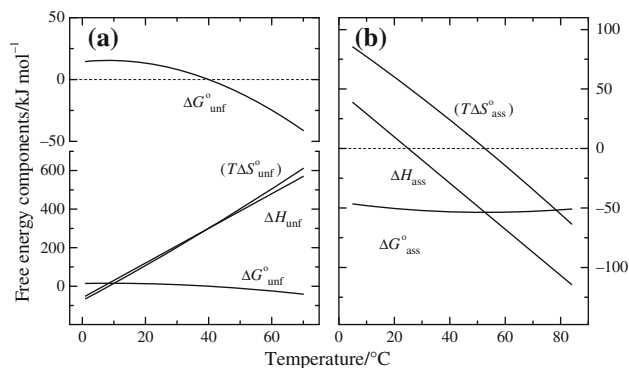 (a)
(b)
50
0
−50
600
400
200
0
100
50
0
−50
−100
ΔG°unf
(TΔS°unf)
ΔHunf
ΔG°unf
(TΔS°ass)
ΔHass
ΔG°ass
0 20 40 60
0 20 40 60 80
Free energy components/kJ mol−1
Temperature/°C